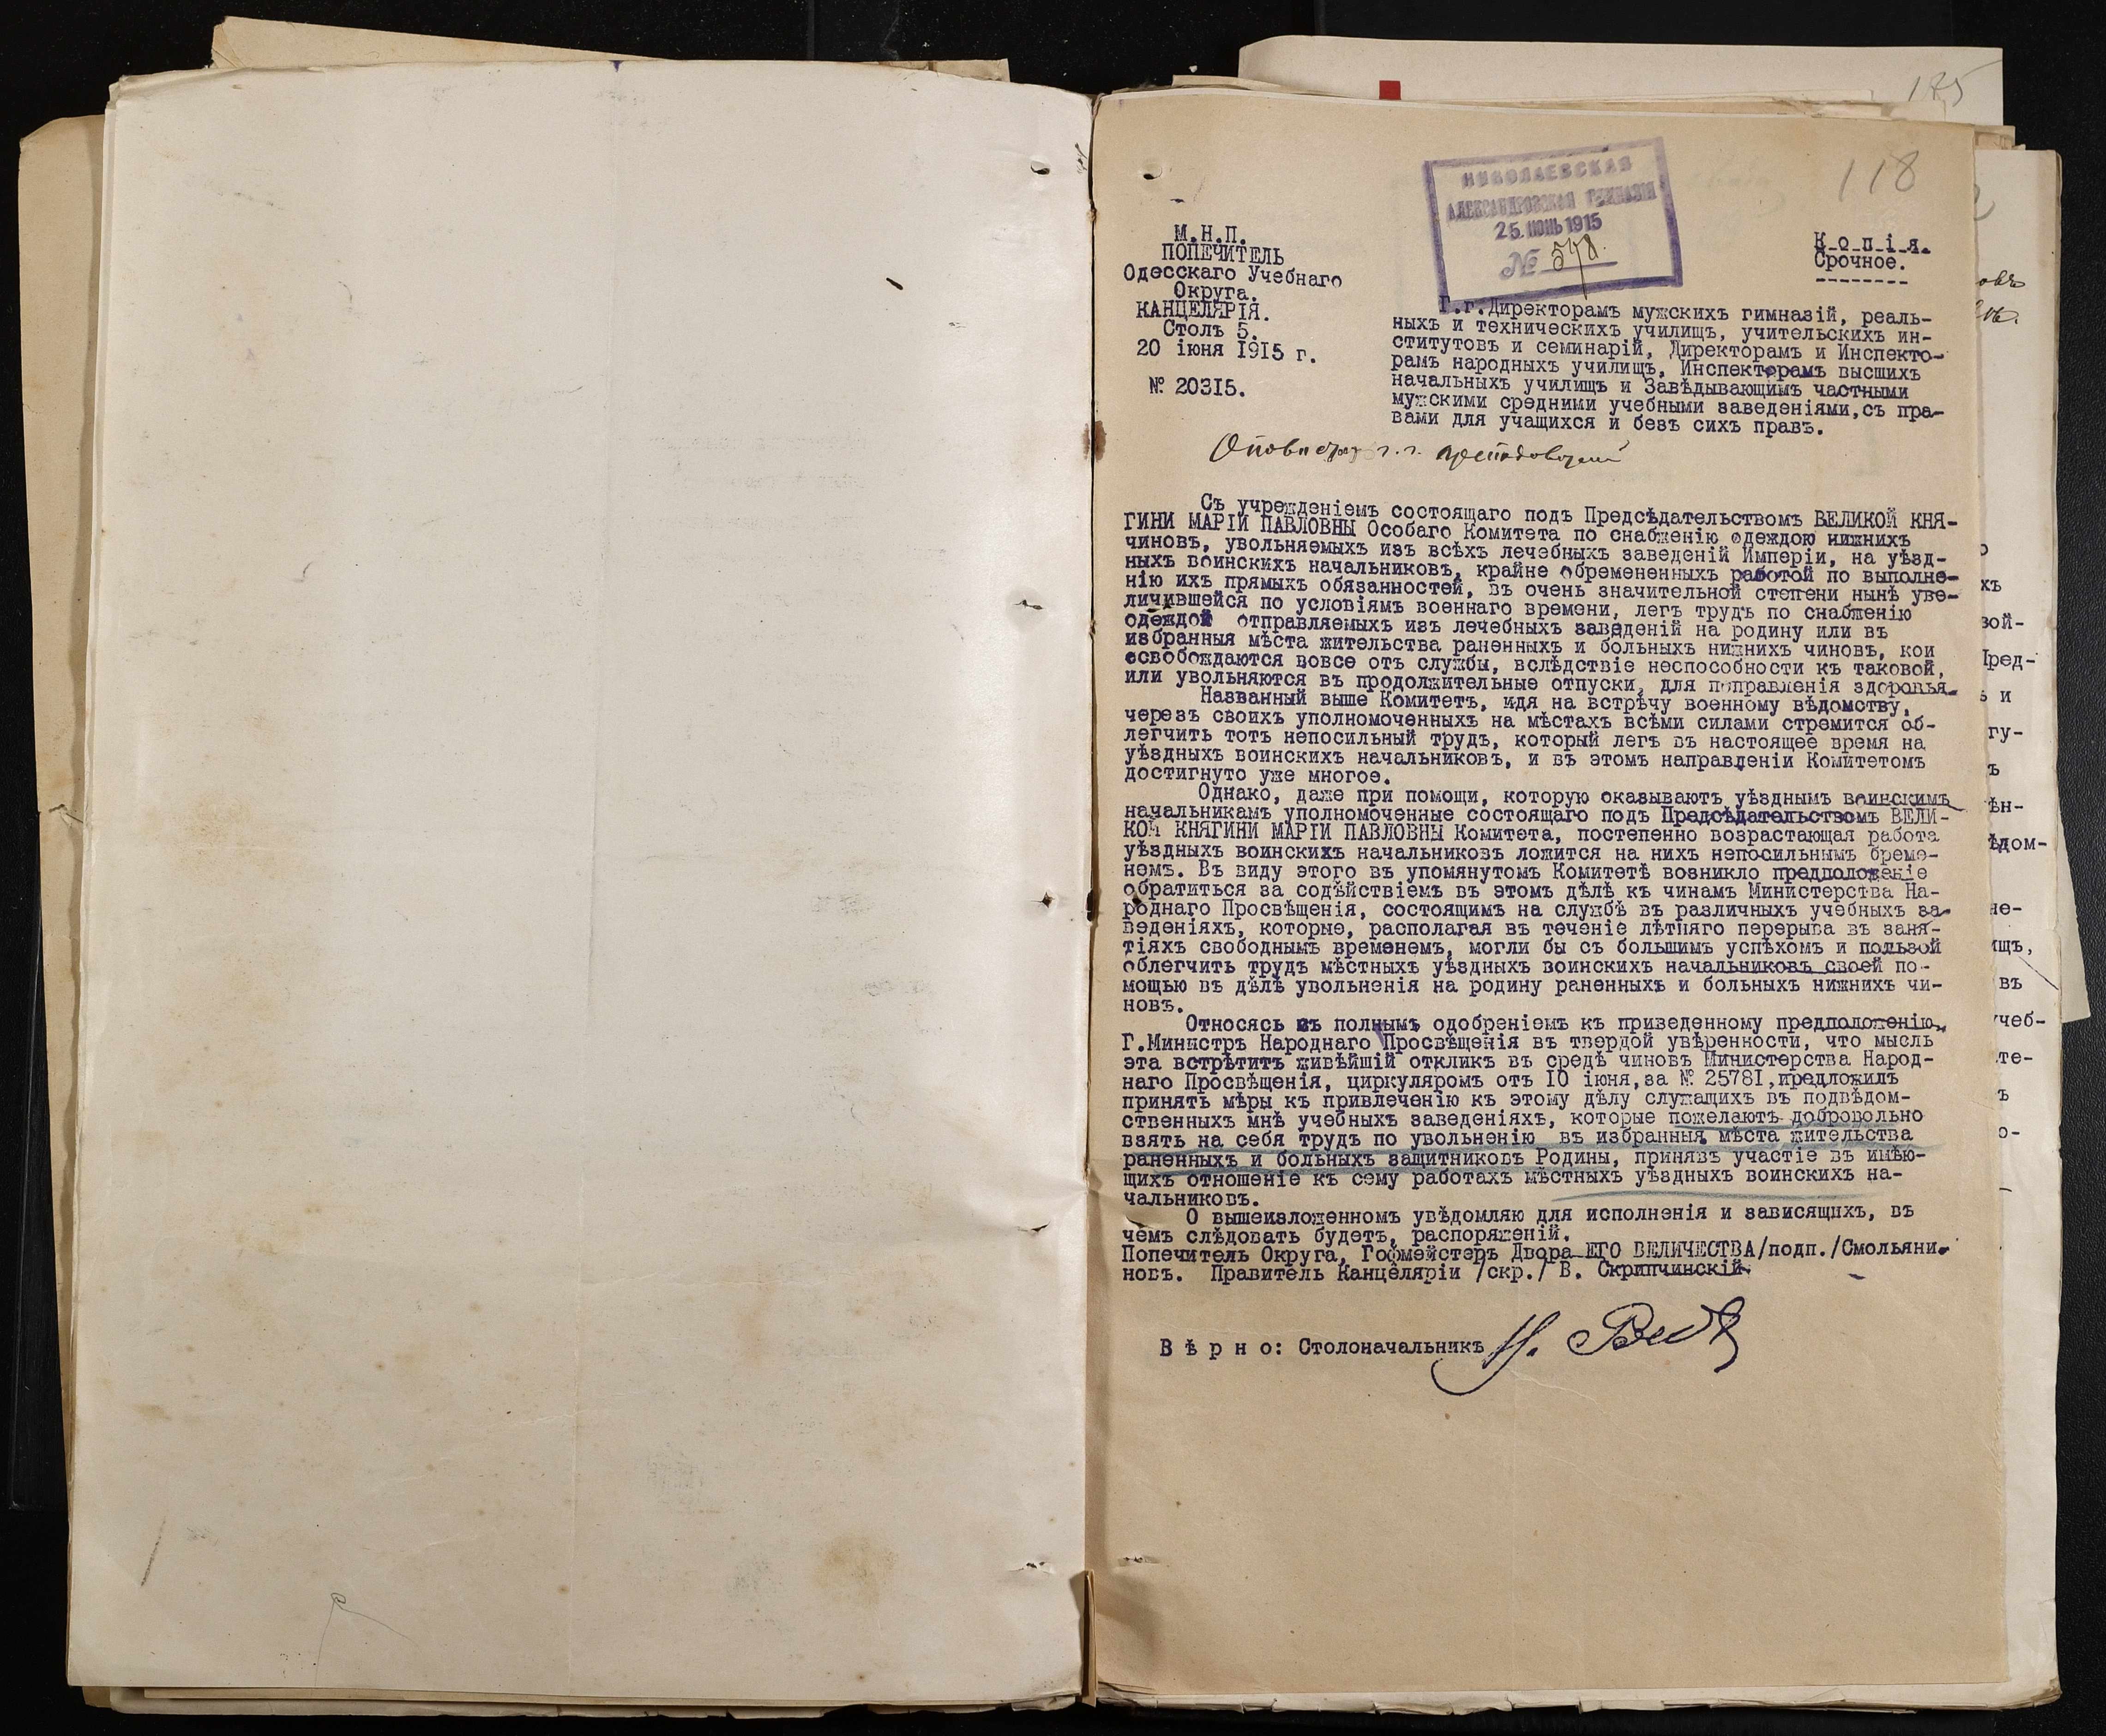 175
118
НИКОЛАЕВСКАЯ
АЛЕКСАНДРОВСКАЯ ГИМНАЗІЯ
25. ІЮНЬ 1915
№ 578.
М.Н.П.
ПОПЕЧИТЕЛЬ
Одесскаго Учебнаго
Округа.
КАНЦЕЛЯРІЯ.
Столъ 5.
20 іюня 1915 г.
№ 20315.
К о п і я.
Срочное.
--------
Г.г.Директорамъ мужскихъ гимназій, реаль-
ныхъ и техническихъ училищъ, учительскихъ ин-
ститутовъ и семинарій, Директорамъ и Инспекто-
рамъ народныхъ училищъ, Инспекторамъ высшихъ
начальныхъ училищъ и Завѣдывающимъ частными
мужскими средними учебными заведеніями,съ пра-
вами для учащихся и безъ сихъ правъ.
г. г.
Съ учрежденіемъ состоящаго подъ Предсѣдательствомъ ВЕЛИКОЙ КНЯ-
ГИНИ МАРІИ ПАВЛОВНЫ Особаго Комитета по снабженію одеждою нижнихъ
чиновъ, увольняемыхъ изъ всѣхъ лечебныхъ заведеній Имперіи, на уѣзд-
ныхъ воинскихъ начальниковъ, крайне обремененныхъ работой по выполне-
нію ихъ прямыхъ обязанностей, въ очень значительной степени нынѣ уве-
личившейся по условіямъ военнаго времени, легъ трудъ по снабженію
одеждой отправляемыхъ изъ лечебныхъ заведеній на родину или въ
избранныя мѣста жительства раненныхъ и больныхъ нижнихъ чиновъ, кои
освобождаются вовсе отъ службы, вслѣдствіе неспособности къ таковой,
или увольняются въ продолжительные отпуски, для поправленія здоровья.
Названный выше Комитетъ, идя на встрѣчу военному вѣдомству,
черезъ своихъ уполномоченныхъ на мѣстахъ всѣми силами стремится об-
легчить тотъ непосильный трудъ, который легъ въ настоящее время на
уѣздныхъ воинскихъ начальниковъ, и въ этомъ направленіи Комитетомъ
достигнуто уже многое.
Однако, даже при помощи, которую оказываютъ уѣзднымъ воинскимъ
начальникамъ уполномоченные состоящаго подъ Предсѣдательствомъ ВЕЛИ-
КОЙ КНЯГИНИ МАРІИ ПАВЛОВНЫ Комитета, постепенно возрастающая работа
уѣздныхъ воинскихъ начальниковъ ложится на нихъ непосильнымъ бреме-
немъ. Въ виду этого въ упомянутомъ Комитетѣ возникло предположеніе
обратиться за содѣйствіемъ въ этомъ дѣлѣ къ чинамъ Министерства На-
роднаго Просвѣщенія, состоящимъ на службѣ въ различныхъ учебныхъ за-
веденіяхъ, которые, располагая въ теченіе лѣтняго перерыва въ заня-
тіяхъ свободнымъ временемъ, могли бы съ большимъ успѣхомъ и пользой
облегчить трудъ мѣстныхъ уѣздныхъ воинскихъ начальниковъ своей по-
мощью въ дѣлѣ увольненія на родину раненныхъ и больныхъ нижнихъ чи-
новъ.
Относясь съ полнымъ одобреніемъ къ приведенному предположенію,
Г.Министръ Народнаго Просвѣщенія въ твердой увѣренности, что мысль
эта встрѣтитъ живѣйшій откликъ въ средѣ чиновъ Министерства Народ-
наго Просвѣщенія, циркуляромъ отъ 10 іюня,за № 25781,предложилъ
принять мѣры къ привлеченію къ этому дѣлу служащихъ въ подвѣдом-
ственныхъ мнѣ учебныхъ заведеніяхъ, которые пожелаютъ добровольно
взять на себя трудъ по увольненію въ избранныя мѣста жительства
раненныхъ и больныхъ защитниковъ Родины, принявъ участіе въ имѣю-
щихъ отношеніе къ сему работахъ мѣстныхъ уѣздныхъ воинскихъ на-
чальниковъ.
О вышеизложенномъ увѣдомляю для исполненія и зависящихъ, въ
чемъ слѣдовать будетъ, распоряженій.
Попечитель Округа, Гофмейстеръ Двора ЕГО ВЕЛИЧЕСТВА/подп./Смольяни-
новъ. Правитель Канцеляріи /скр./ В. Скрипчинскій.
В ѣ р н о: Столоначальникъ
овъ
о
хъ
вой-
Пред-
ъ и
гу-
ъ
ѣн-
ѣдом-
не-
ищъ,
въ
учеб-
те-
ъ
о-